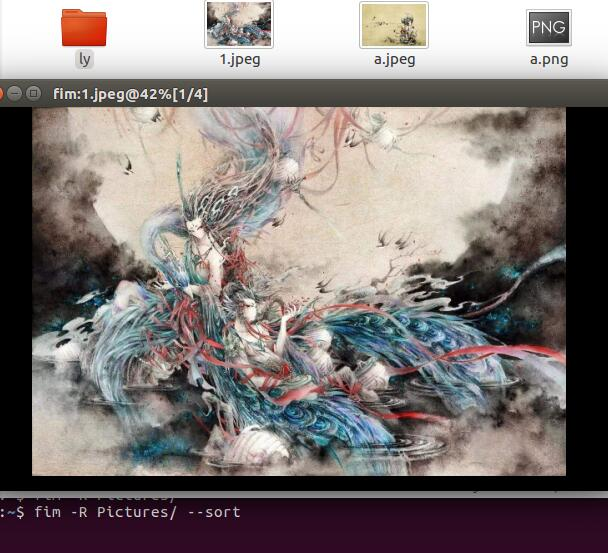 PNG
ly
1.jpeg
a.jpeg
a.png
fim:1.jpeg@42%[1/4]
:~$ fim -R Pictures/ --sort